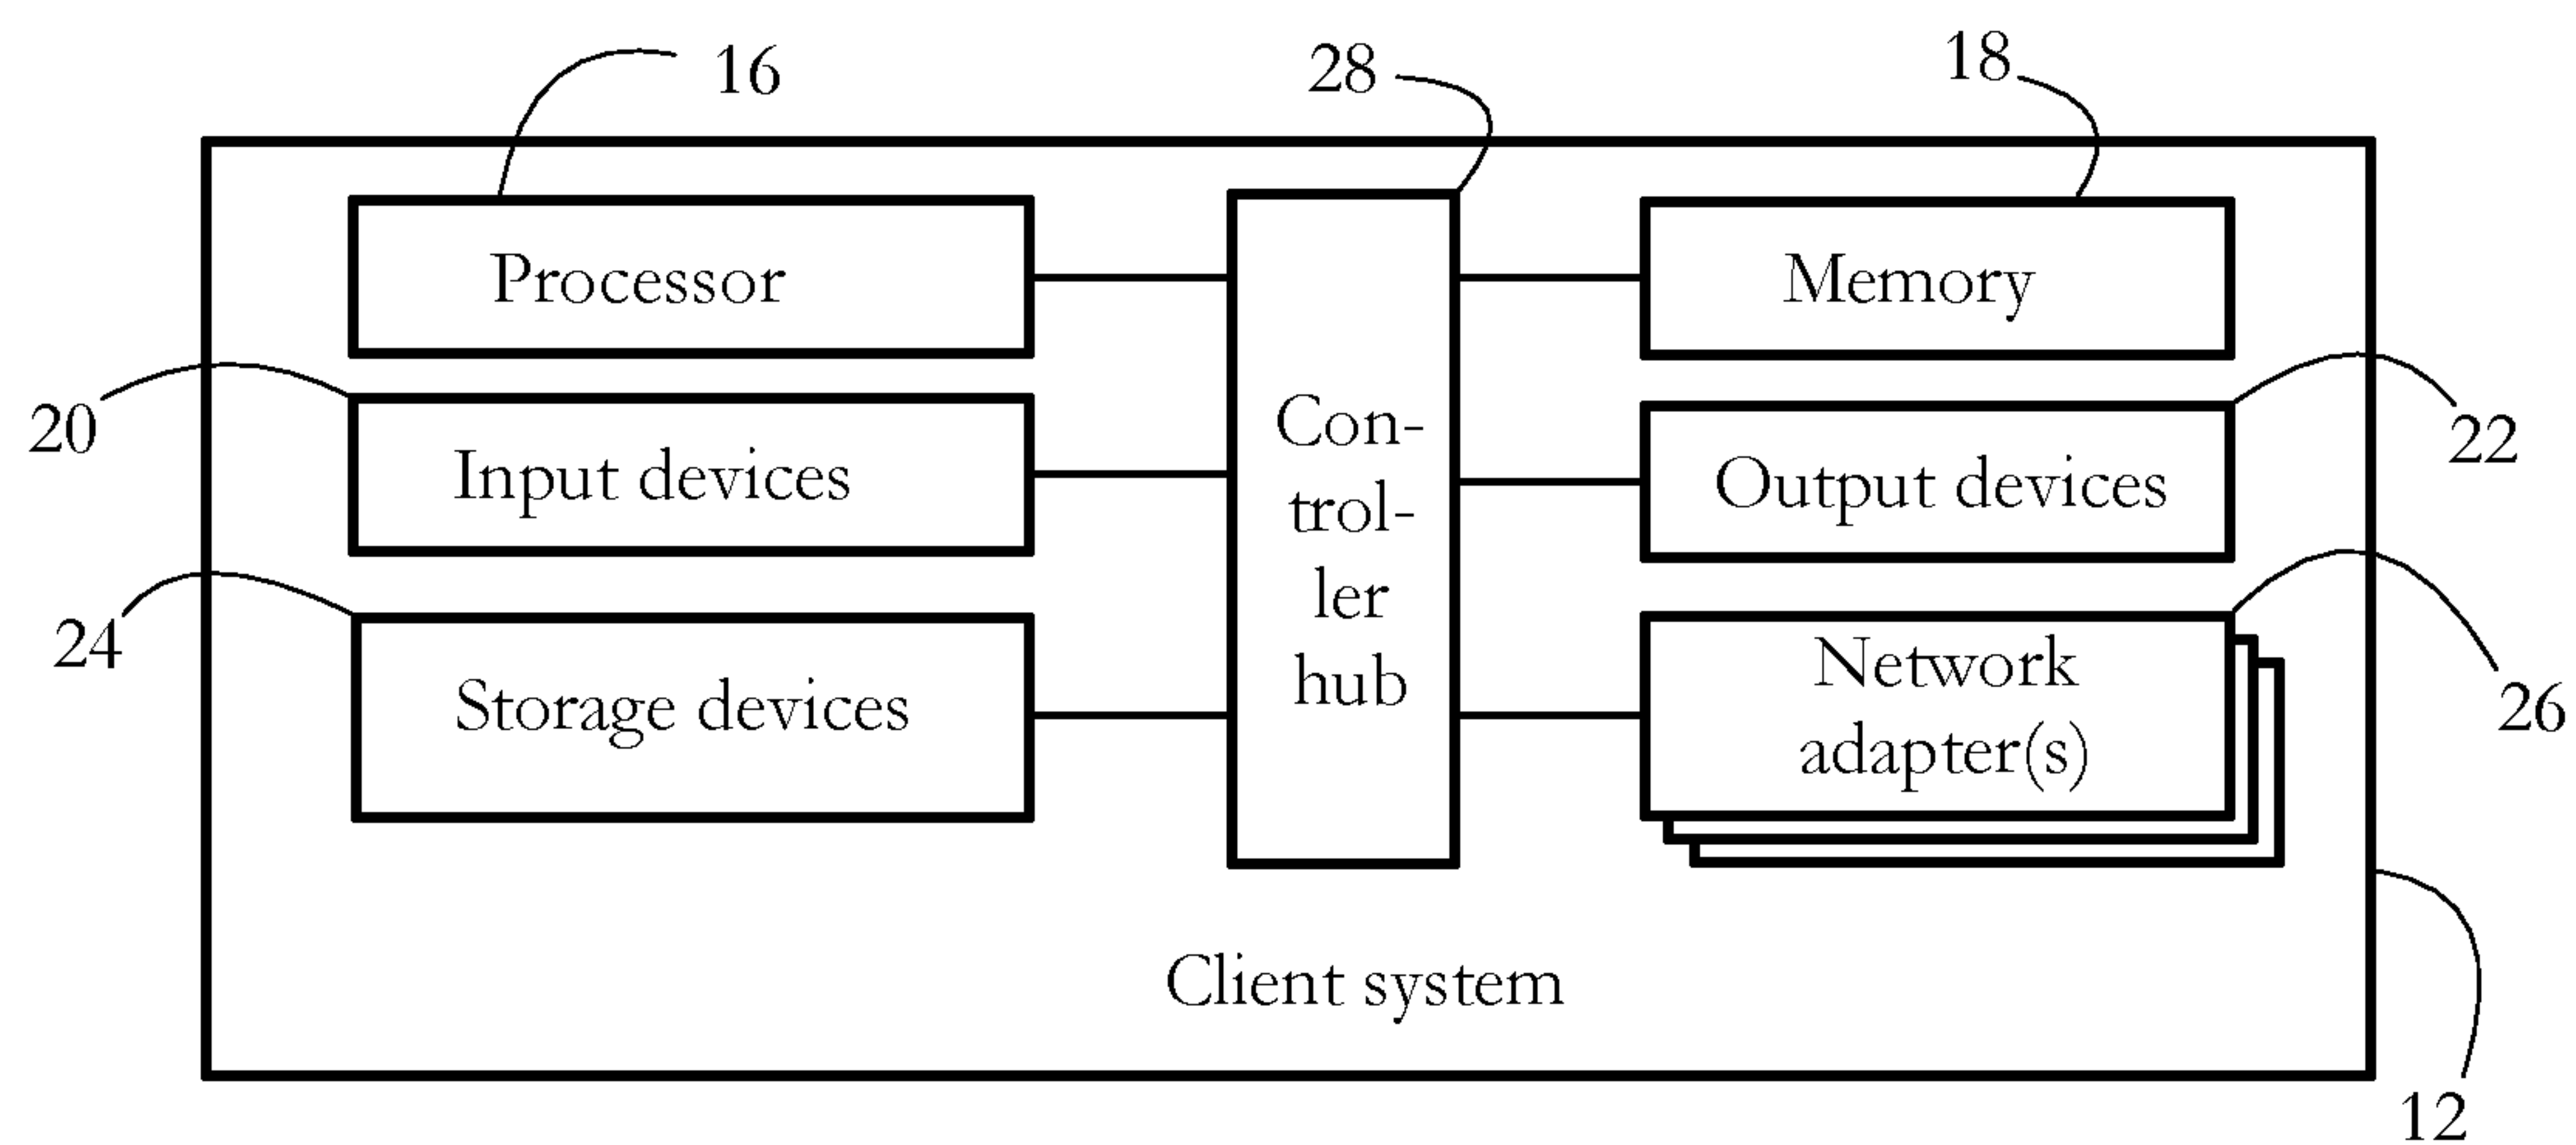 16
28
18
Processor
Memory
20
Input devices
Con-
trol-
ler
hub
Output devices
22
24
Storage devices
Network
adapter(s)
26
Client system
12